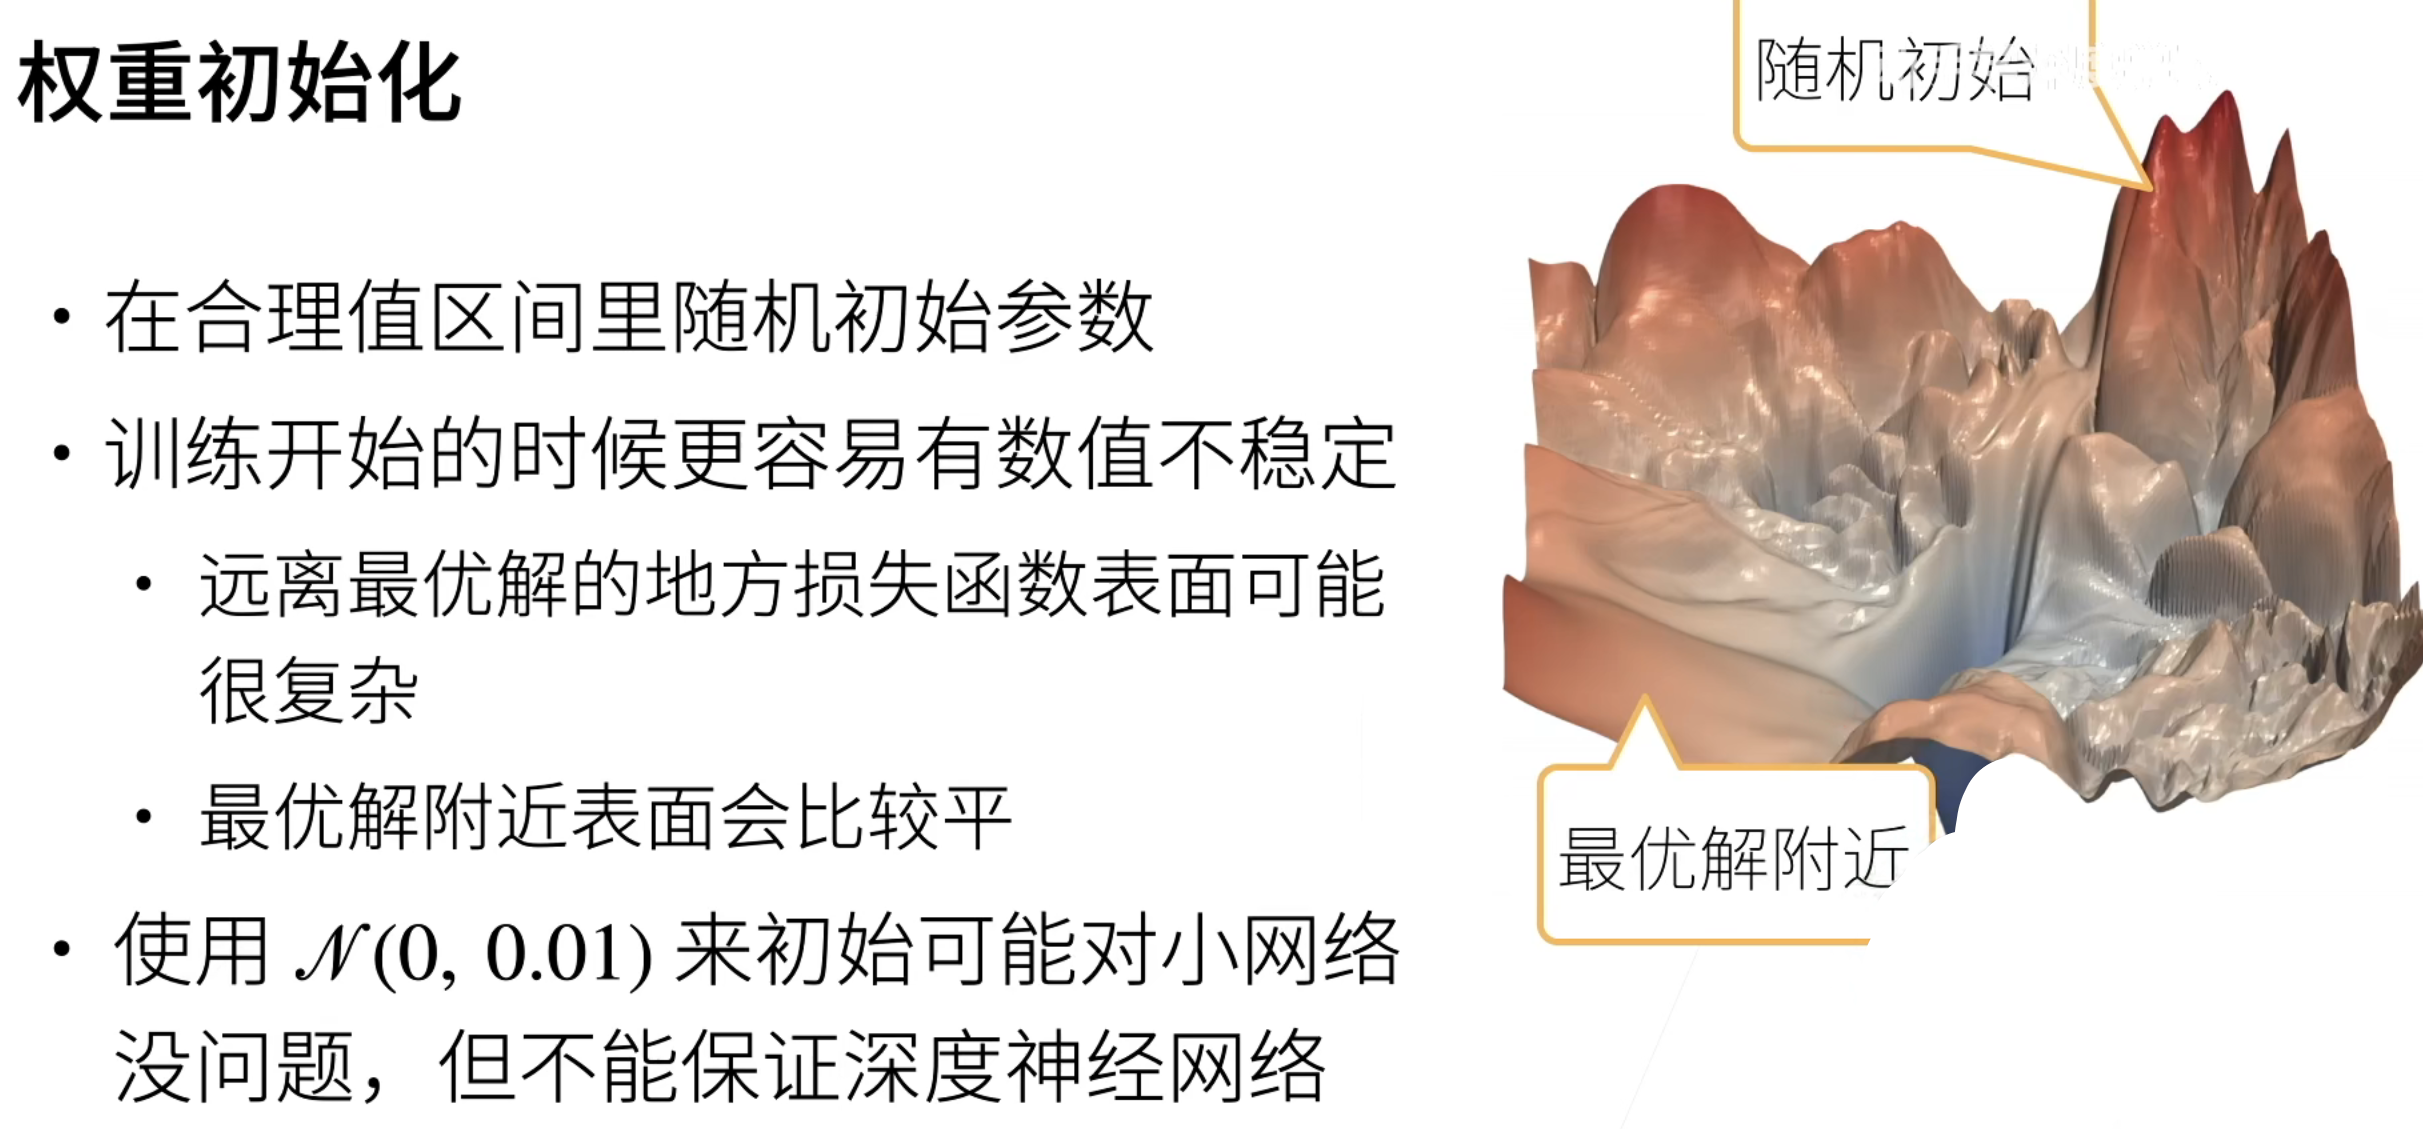 权重初始化
随机初始
• 在合理值区间里随机初始参数
• 训练开始的时候更容易有数值不稳定
• 远离最优解的地方损失函数表面可能
很复杂
• 最优解附近表面会比较平
最优解附近
• 使用 𝒩(0, 0.01) 来初始可能对小网络
没问题，但不能保证深度神经网络